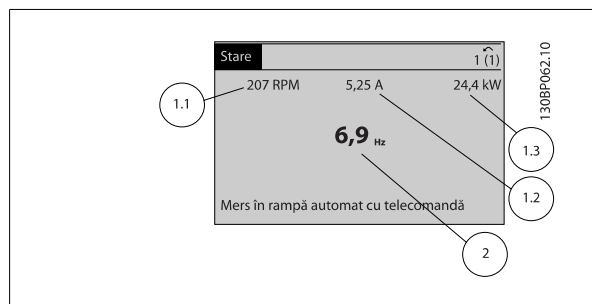 Stare
1 (1)
207 RPM 5,25 A 24,4 kW
1.1
6,9 Hz
1.3
1.2
Mers în rampă automat cu telecomandă
2
130BP062.10